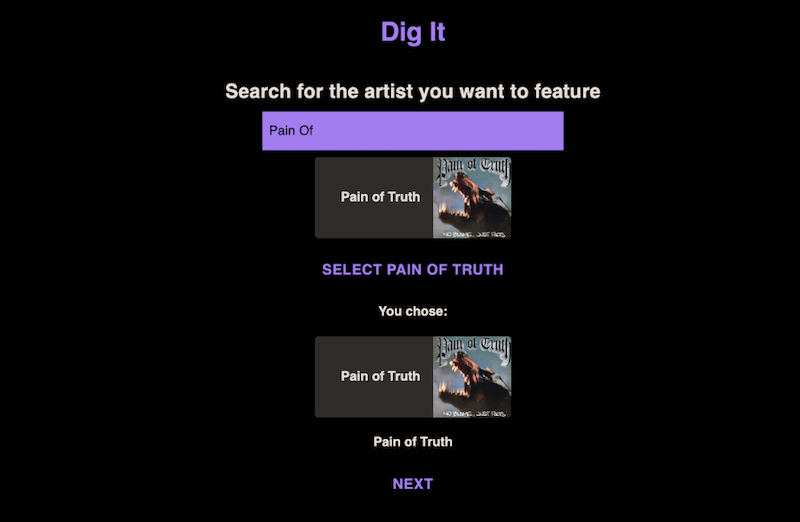 Dig It
Search for the artist you want to feature
Pain Of
Pain of Truth
Pain of Truth
NO BLAME... JUST FACTS
SELECT PAIN OF TRUTH
You chose:
Pain of Truth
Pain of Truth
NO BLAME... JUST FACTS
Pain of Truth
NEXT